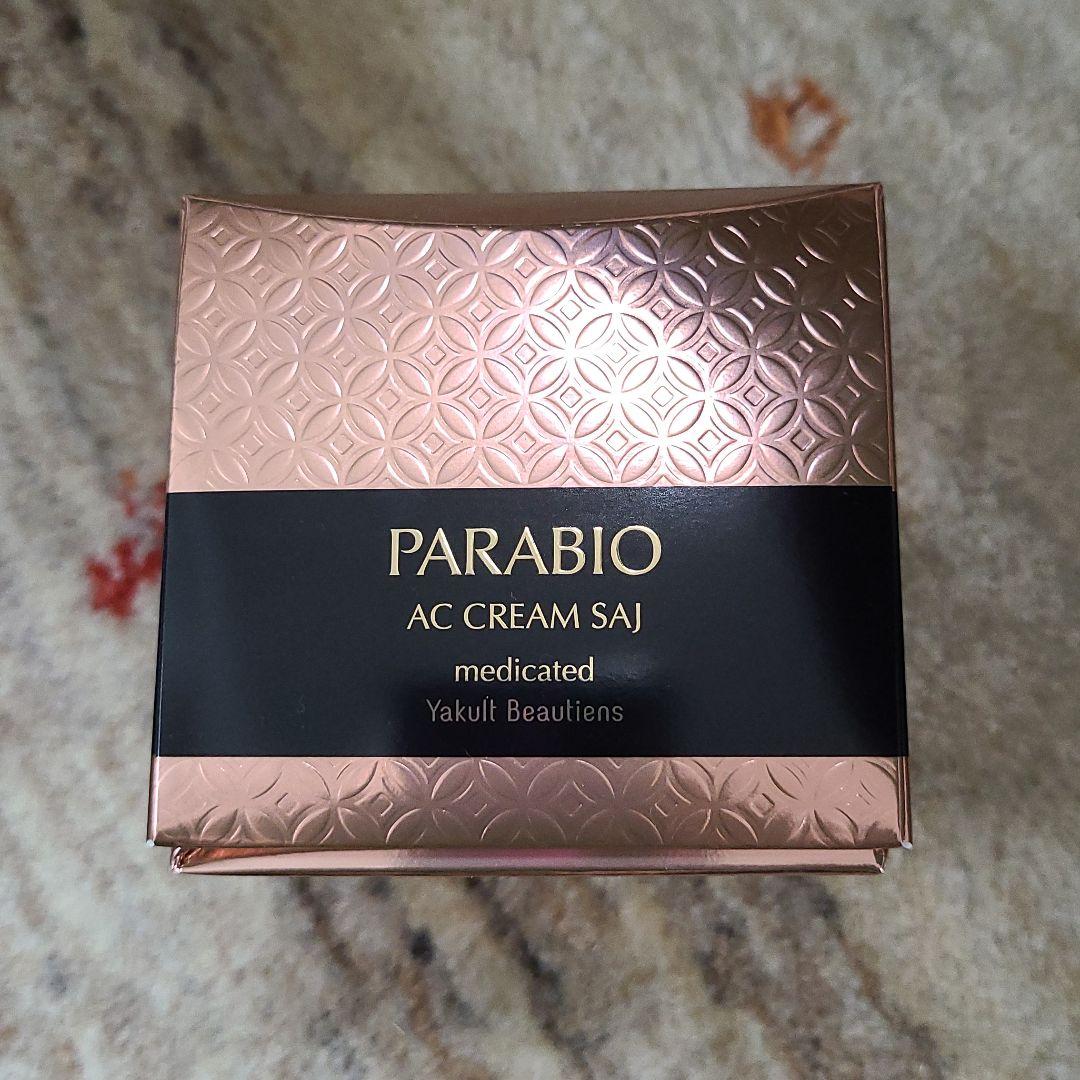 PARABIO
AC CREAM SAJ
medicated
Yakult Beautiens